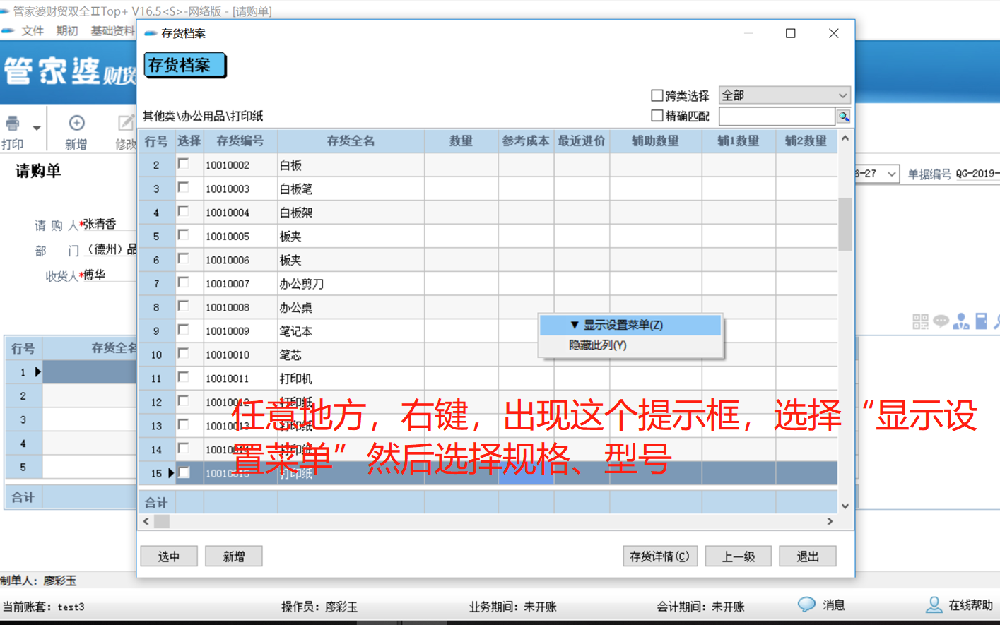 管家婆财贸双全IITop+ V16.5<S>-网络版 - [请购单]
文件 期初 基础资料
存货档案
管家婆财贸
存货档案
跨类选择 全部
其他类\办公用品\打印纸
精确匹配
打印 新增 修改
行号 选择 存货编号 存货全名 数量 参考成本 最近进价 辅助数量 辅1数量 辅2数量
请购单
6-27 单据编号 QG-2019-
2 10010002 白板
3 10010003 白板笔
4 10010004 白板架
请购人*张清香
5 10010005 板夹
部门 (德州)品
6 10010006 板夹
收货人*傅华
7 10010007 办公剪刀
8 10010008 办公桌
9 10010009 笔记本
▼ 显示设置菜单(Z)
隐藏此列(Y)
10 10010010 笔芯
11 10010011 打印机
12 10010012 打印纸
13 10010013 打印纸
14 10010014 打印纸
15 10010015 打印纸
任意地方，右键，出现这个提示框，选择“显示设
置菜单”然后选择规格、型号
行号 存货全名
1
2
3
4
5
合计
合计
选中 新增 存货详情(C) 上一级 退出
制单人：廖彩玉
当前账套：test3 操作员：廖彩玉 业务期间：未开账 会计期间：未开账 消息 在线帮助